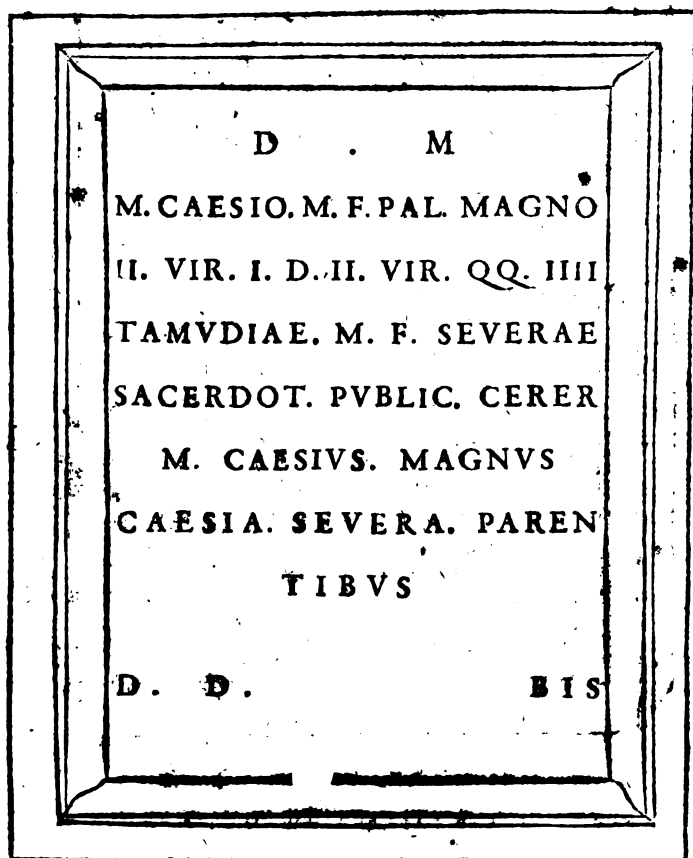 D . M
M. CAESIO. M. F. PAL. MAGNO
II. VIR. I. D. II. VIR. QQ. IIII
TAMVDIAE. M. F. SEVERAE
SACERDOT. PVBLIC. CERER
M. CAESIVS. MAGNVS
CAESIA. SEVERA. PAREN
TIBVS
D. D. BIS